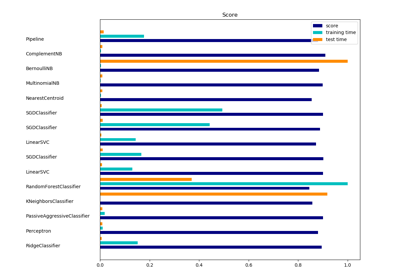 Score
score
training time
test time
Pipeline
ComplementNB
BernoulliNB
MultinomialNB
NearestCentroid
SGDClassifier
SGDClassifier
LinearSVC
SGDClassifier
LinearSVC
RandomForestClassifier
KNeighborsClassifier
PassiveAggressiveClassifier
Perceptron
RidgeClassifier
0.0 0.2 0.4 0.6 0.8 1.0